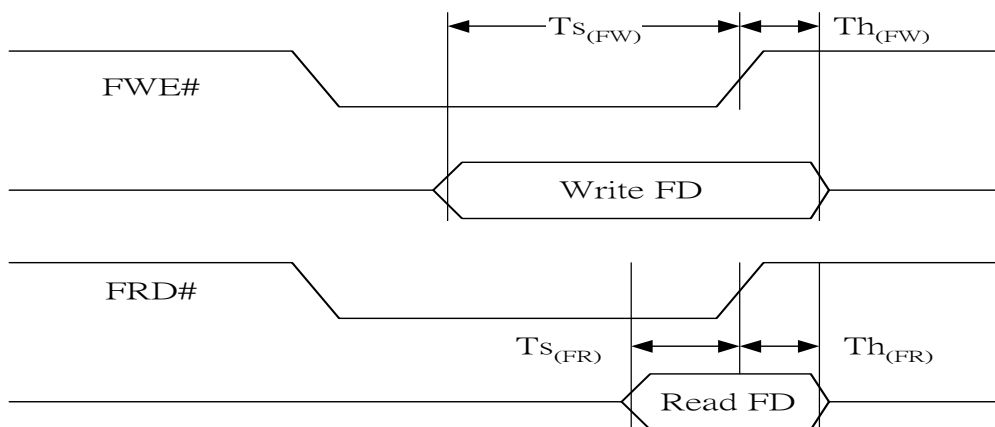 Ts(FW) Th(FW)
FWE#
Write FD
FRD#
Ts(FR) Th(FR)
Read FD